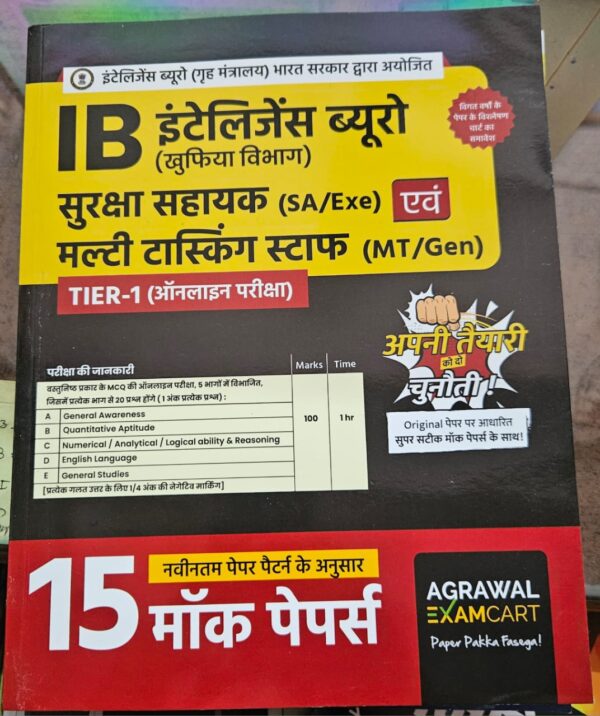 इंटेलिजेंस ब्यूरो (गृह मंत्रालय) भारत सरकार द्वारा अयोजित
IB इंटेलिजेंस ब्यूरो
(खुफिया विभाग)
विगत वर्षों के
पेपर के विश्लेषण
चार्ट का
समावेश
सुरक्षा सहायक (SA/Exe) एवं
मल्टी टास्किंग स्टाफ (MT/Gen)
TIER-1 (ऑनलाइन परीक्षा)
अपनी तैयारी
को दो
चुनौती!
Original पेपर पर आधारित
सुपर सटीक मॉक पेपर्स के साथ!
परीक्षा की जानकारी Marks Time
वस्तुनिष्ठ प्रकार के MCQ की ऑनलाइन परीक्षा, 5 भागों में विभाजित,
जिसमें प्रत्येक भाग से 20 प्रश्न होंगे (1 अंक प्रत्येक प्रश्न) :
A General Awareness 100 1 hr
B Quantitative Aptitude
C Numerical / Analytical / Logical ability & Reasoning
D English Language
E General Studies
[प्रत्येक गलत उत्तर के लिए 1/4 अंक की नेगेटिव मार्किंग]
नवीनतम पेपर पैटर्न के अनुसार
15 मॉक पेपर्स
AGRAWAL
EXAMCART
Paper Pakka Fasega!